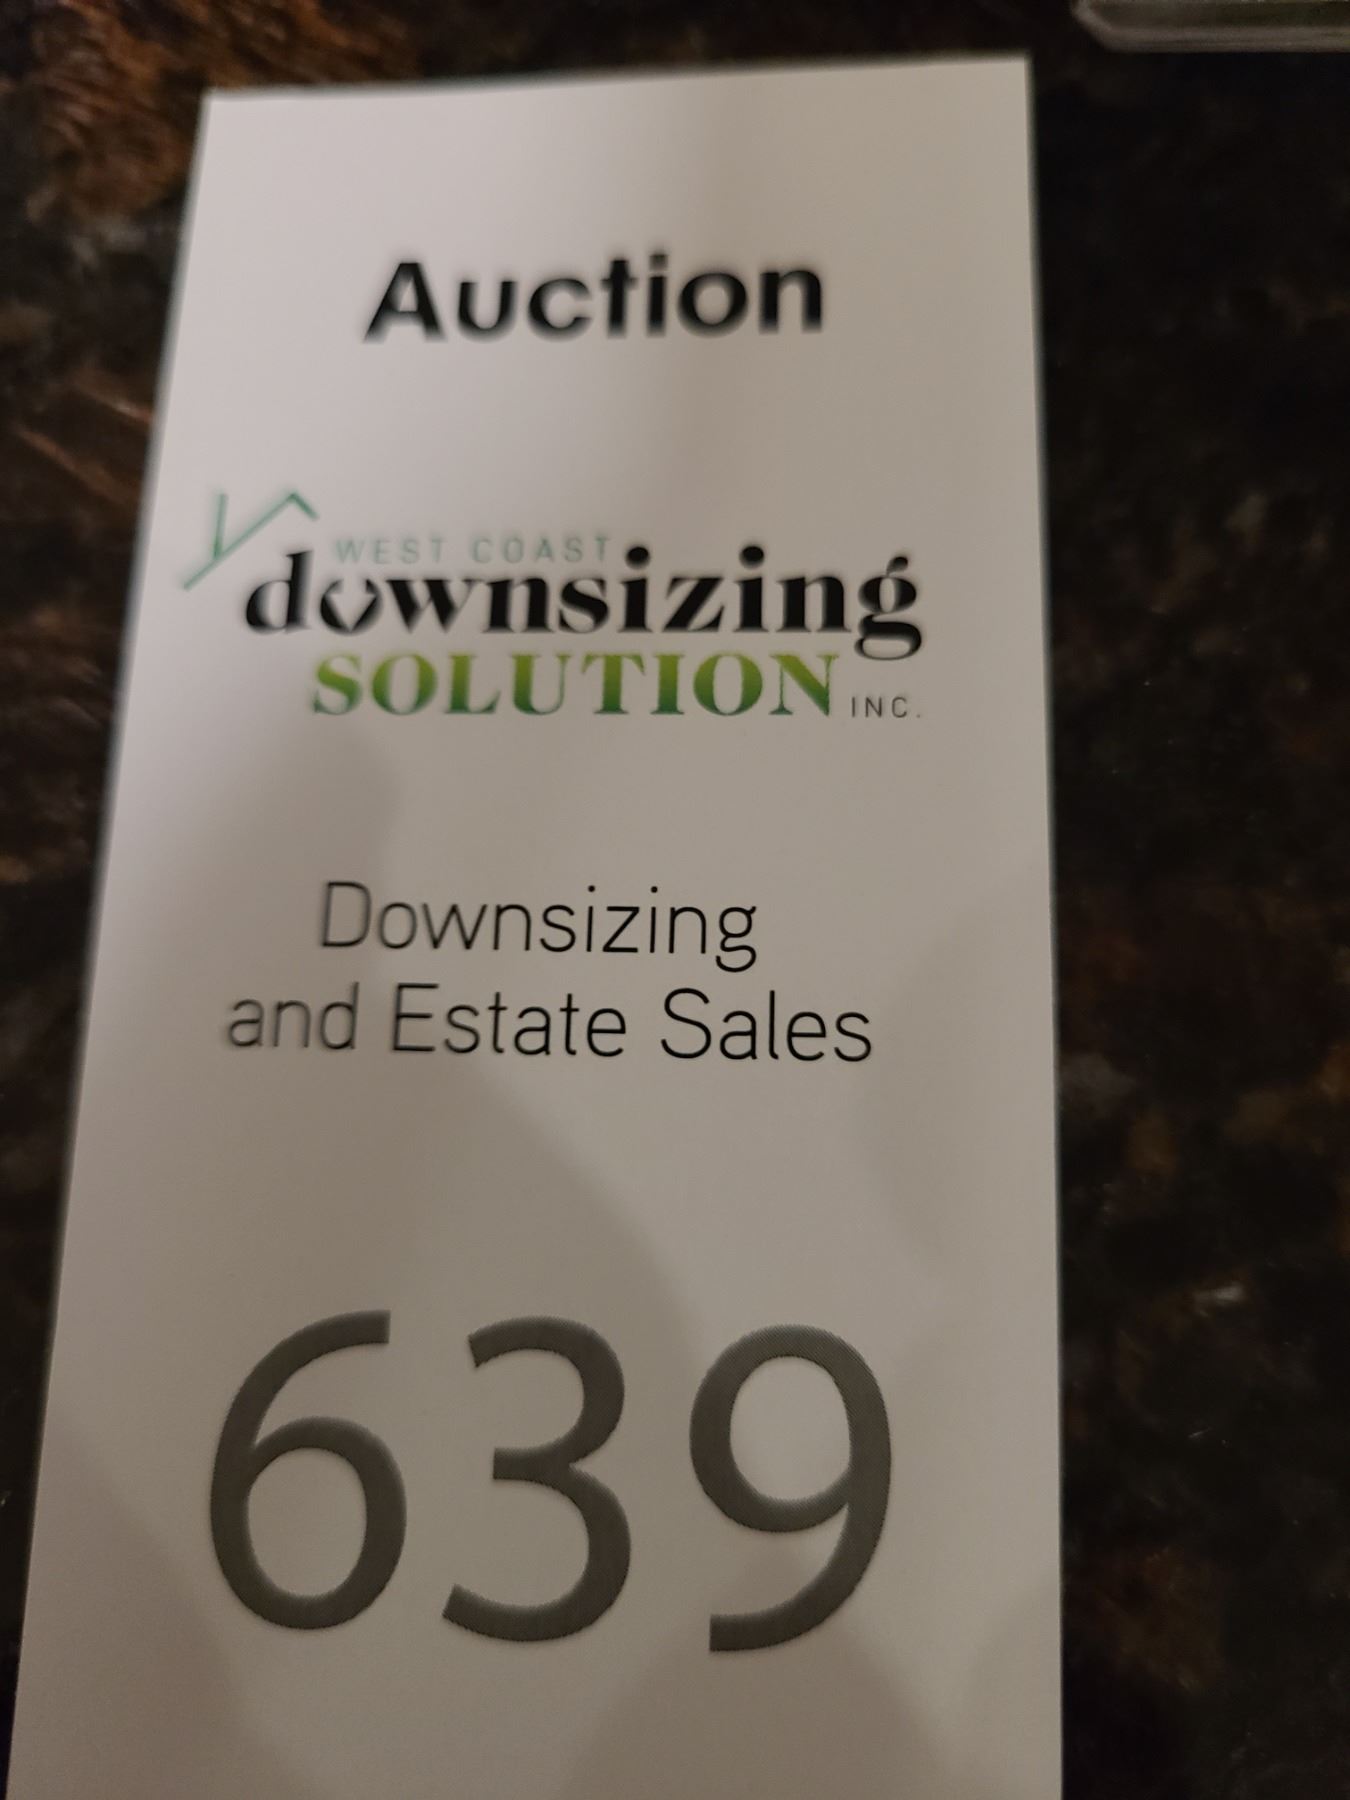 Auction
WEST COAST
downsizing
SOLUTION INC.
Downsizing
and Estate Sales
639